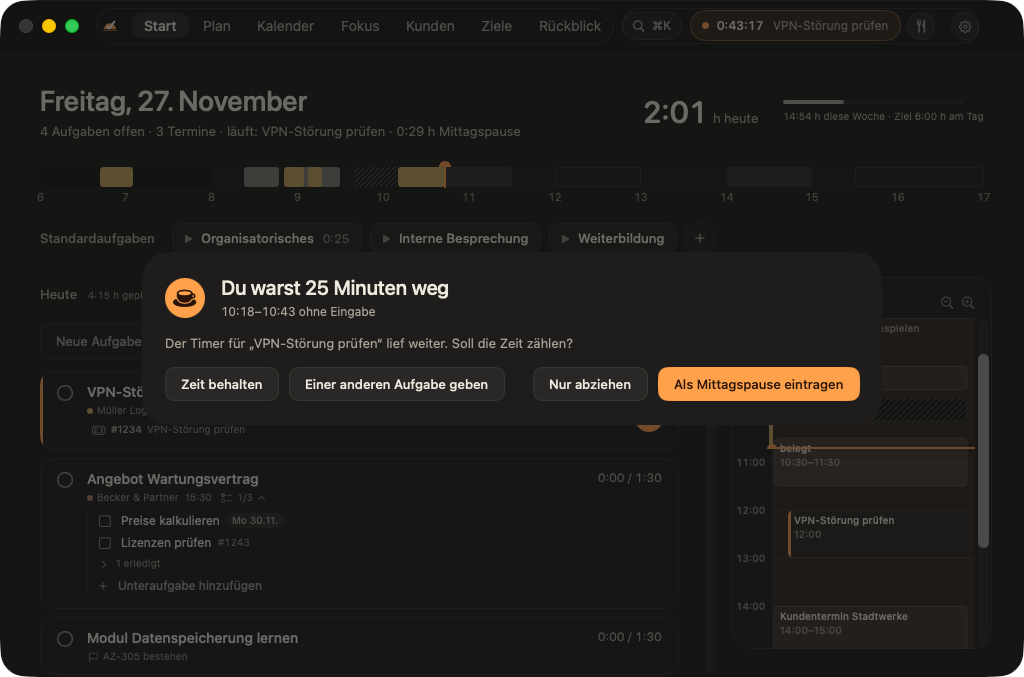 Start Plan Kalender Fokus Kunden Ziele Rückblick ⌘K 0:43:17 VPN-Störung prüfen
Freitag, 27. November
4 Aufgaben offen · 3 Termine · läuft: VPN-Störung prüfen · 0:29 h Mittagspause
2:01 h heute
14:54 h diese Woche · Ziel 6:00 h am Tag
6 7 8 9 10 11 12 13 14 15 16 17
Standardaufgaben Organisatorisches 0:25 Interne Besprechung Weiterbildung +
Heute 4:15 h gepl
Neue Aufgabe
Du warst 25 Minuten weg
10:18–10:43 ohne Eingabe
Der Timer für „VPN-Störung prüfen“ lief weiter. Soll die Zeit zählen?
Zeit behalten
Einer anderen Aufgabe geben
Nur abziehen
Als Mittagspause eintragen
VPN-Stö
Müller Log
#1234 VPN-Störung prüfen
Angebot Wartungsvertrag 0:00 / 1:30
Becker & Partner 15:30 1/3
Preise kalkulieren Mo 30.11.
Lizenzen prüfen #1243
1 erledigt
+ Unteraufgabe hinzufügen
Modul Datenspeicherung lernen 0:00 / 1:30
AZ-305 bestehen
nspielen
belegt
10:30–11:30
11:00
12:00
VPN-Störung prüfen
12:00
13:00
14:00
Kundentermin Stadtwerke
14:00–15:00